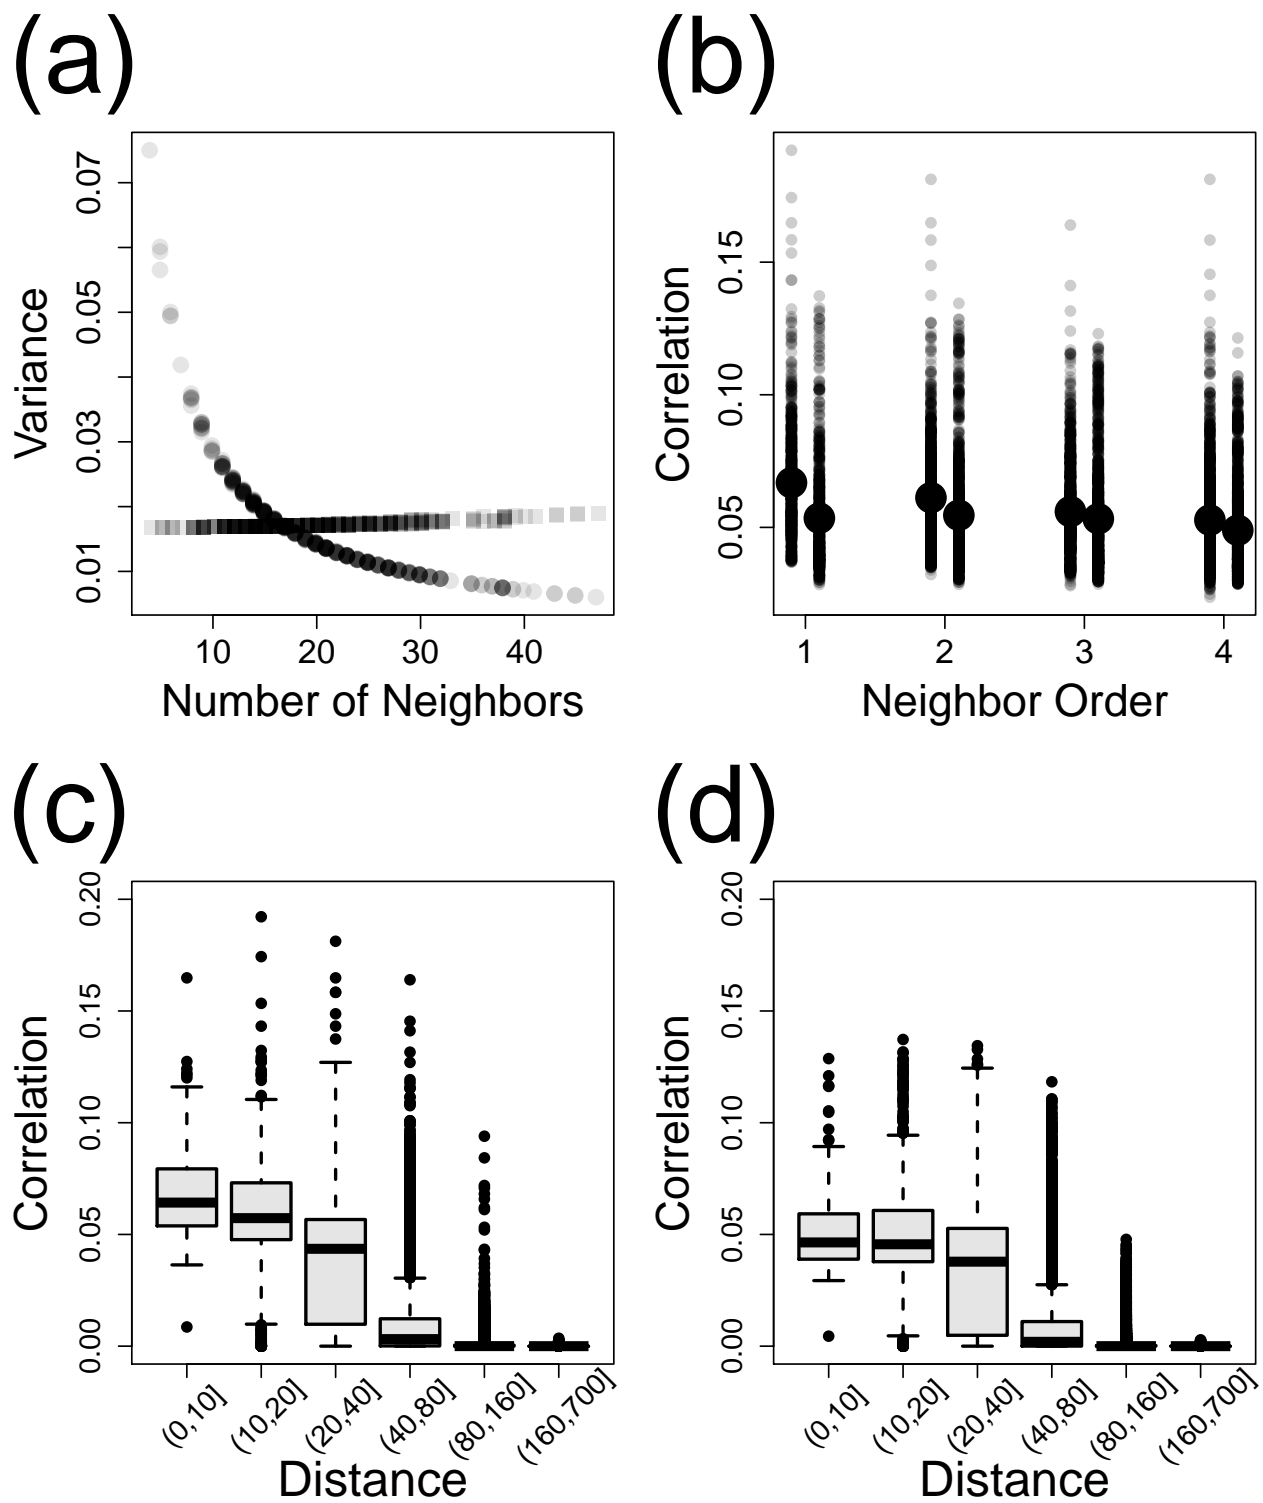 (a)
Variance
0.01 0.03 0.05 0.07
10 20 30 40
Number of Neighbors
(b)
Correlation
0.05 0.10 0.15
1 2 3 4
Neighbor Order
(c)
Correlation
0.00 0.05 0.10 0.15 0.20
(0,10] (10,20] (20,40] (40,80] (80,160] (160,700]
Distance
(d)
Correlation
0.00 0.05 0.10 0.15 0.20
(0,10] (10,20] (20,40] (40,80] (80,160] (160,700]
Distance